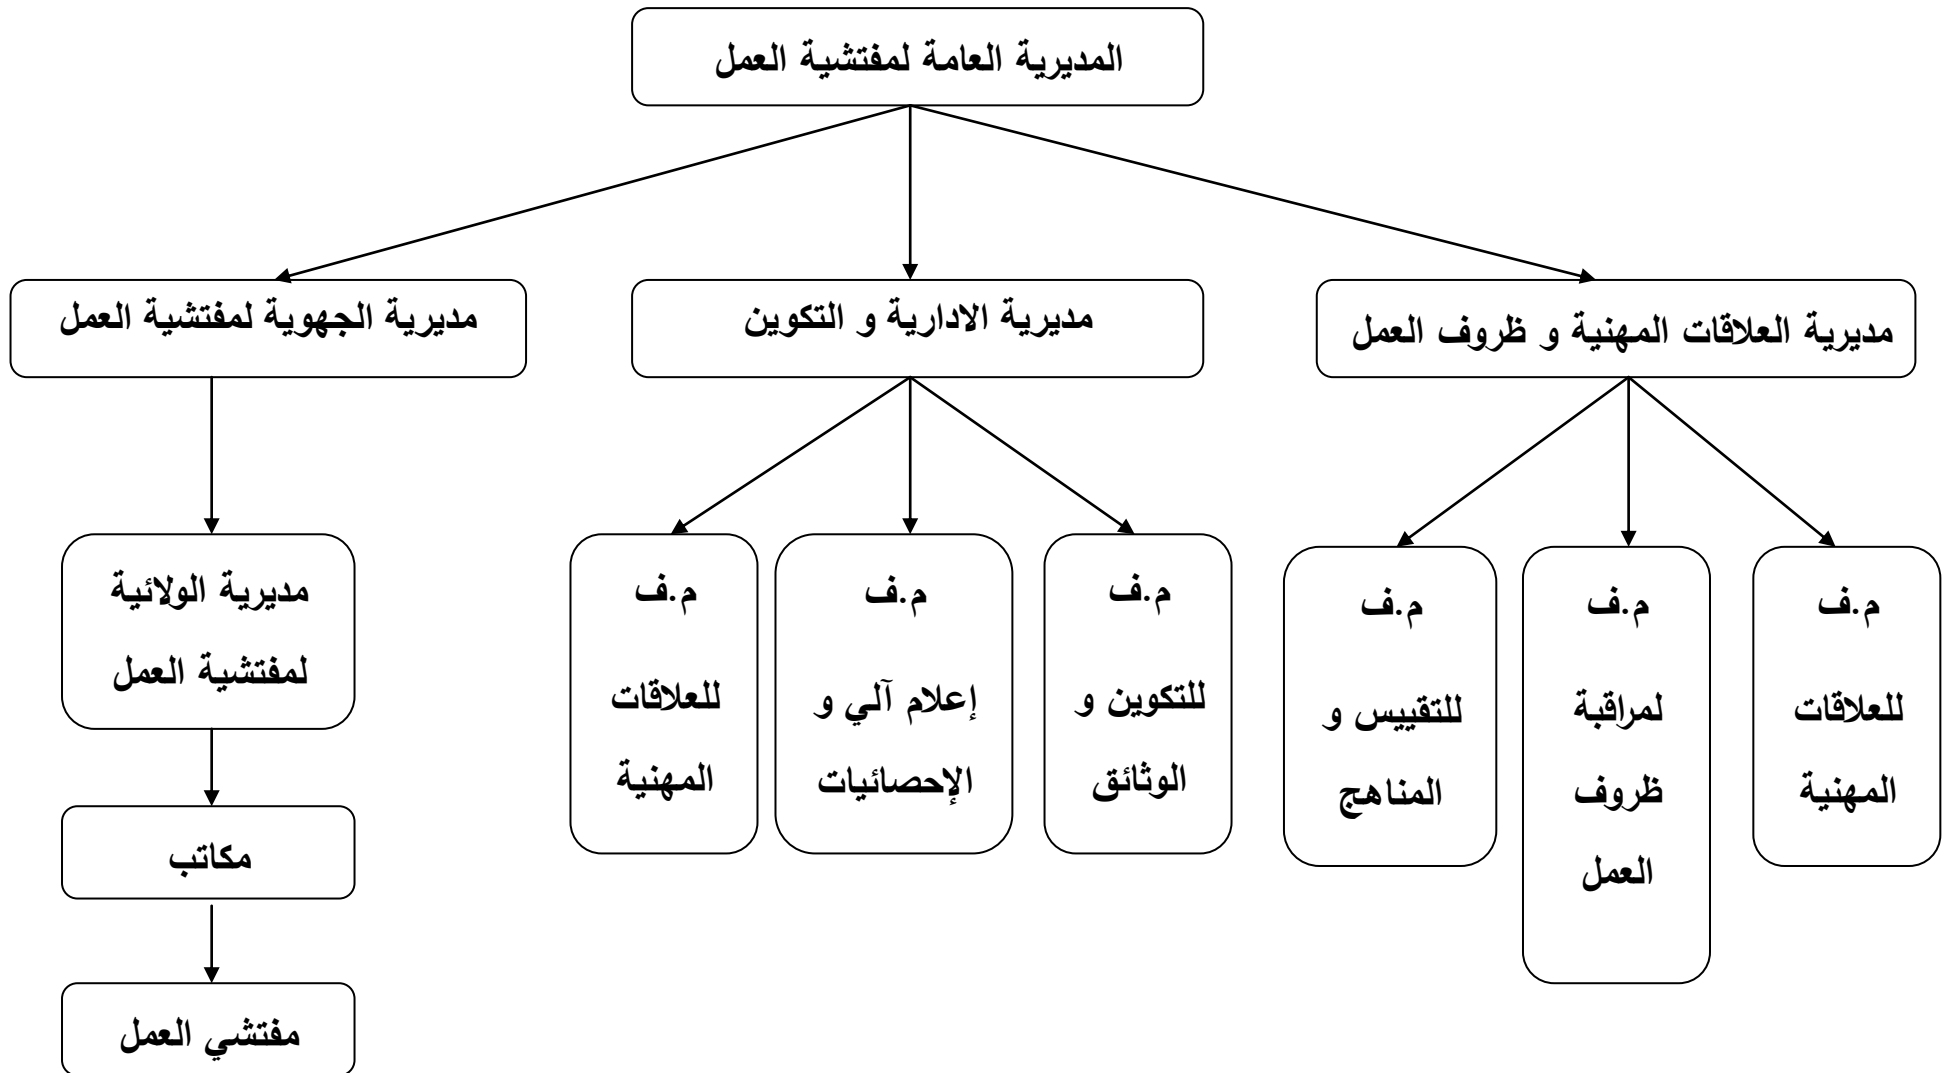 المديرية العامة لمفتشية العمل
مديرية العلاقات المهنية و ظروف العمل
مديرية الادارية و التكوين
مديرية الجهوية لمفتشية العمل
م.ف
للعلاقات
المهنية
م.ف
لمراقبة
ظروف
العمل
م.ف
للتقييس و
المناهج
م.ف
للتكوين و
الوثائق
م.ف
إعلام آلي و
الإحصائيات
م.ف
للعلاقات
المهنية
مديرية الولائية
لمفتشية العمل
مكاتب
مفتشي العمل